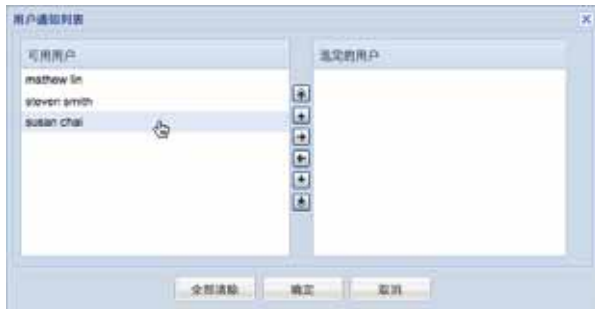 用户通知列表
可用用户
选定的用户
mathew lin
steven smith
susan chai
全部清除
确定
取消